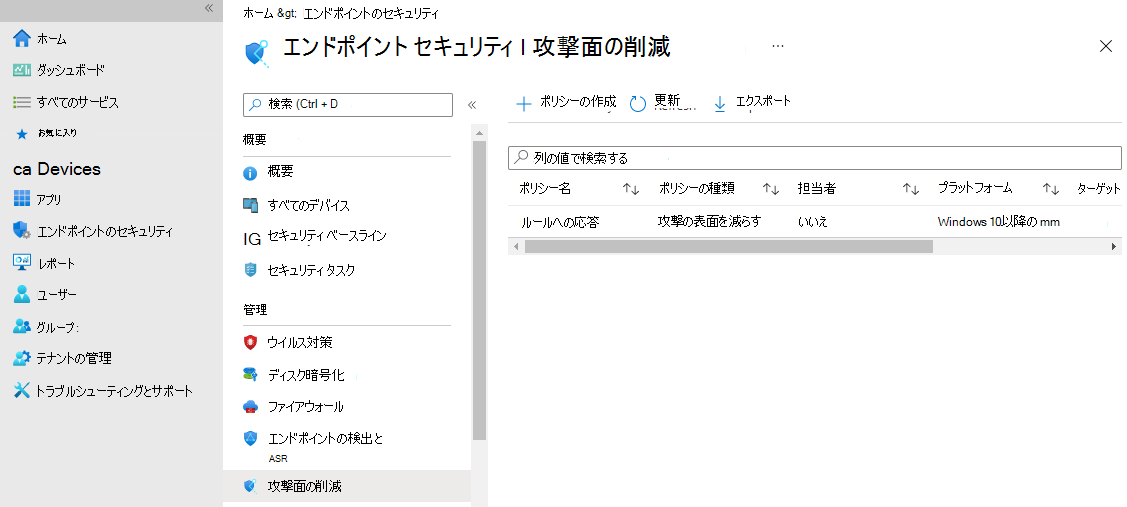 «
ホーム &gt; エンドポイントのセキュリティ
エンドポイント セキュリティ | 攻撃面の削減
…
ホーム
ダッシュボード
すべてのサービス
お気に入り
ca Devices
アプリ
エンドポイントのセキュリティ
レポート
ユーザー
グループ:
テナントの管理
トラブルシューティングとサポート
検索 (Ctrl + D
«
概要
概要
すべてのデバイス
IG セキュリティ ベースライン
セキュリティ タスク
管理
ウイルス対策
ディスク暗号化
ファイアウォール
エンドポイントの検出と
ASR
攻撃面の削減
ポリシーの作成 更新 エクスポート
列の値で検索する
ポリシー名 ポリシーの種類 担当者 プラットフォーム ターゲット
ルールへの応答 攻撃の表面を減らす いいえ Windows 10以降の mm